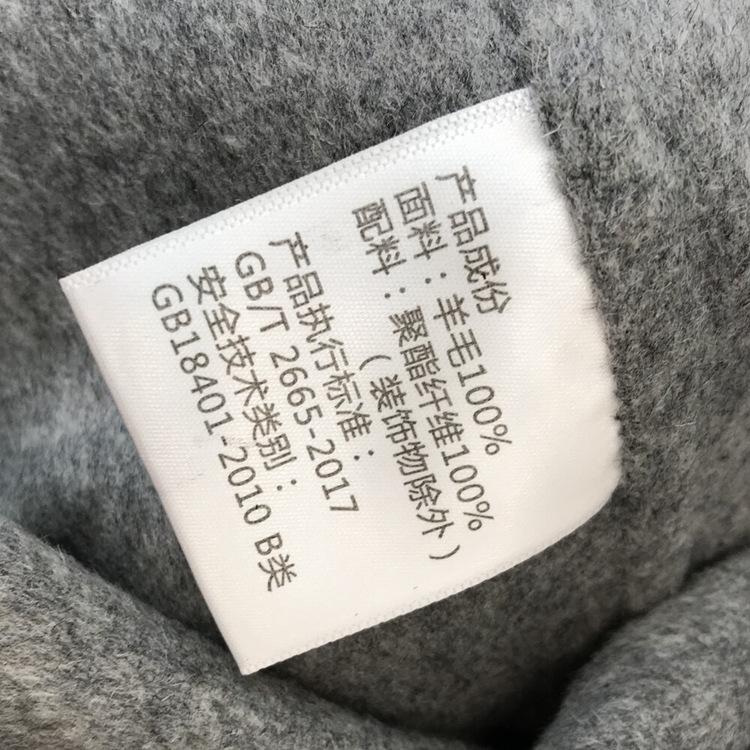 产品成份
面料：羊毛100%
配料：聚酯纤维100%
（装饰物除外）
产品执行标准：
GB/T 2665-2017
安全技术类别：
GB18401-2010 B类